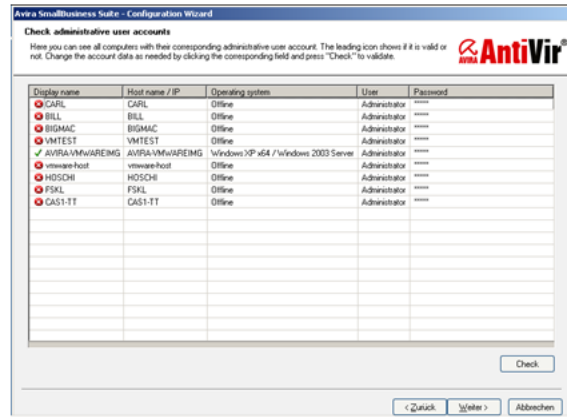 Avira SmallBusiness Suite - Configuration Wizard
Check administrative user accounts
Here you can see all computers with their corresponding administrative user account. The leading icon shows if it is valid or
not. Change the account data as needed by clicking the corresponding field and press "Check" to validate.
AVIRA AntiVir®
Display name Host name / IP Operating system User Password
CARL CARL Offline Administrator *****
BILL BILL Offline Administrator *****
BIGMAC BIGMAC Offline Administrator *****
VMTEST VMTEST Offline Administrator *****
AVIRA-VMWAREIMG AVIRA-VMWAREIMG Windows XP x64 / Windows 2003 Server Administrator *****
vmware-host vmware-host Offline Administrator *****
HOSCHI HOSCHI Offline Administrator *****
FSKL FSKL Offline Administrator *****
CAS1-TT CAS1-TT Offline Administrator *****
Check
< Zurück Weiter > Abbrechen